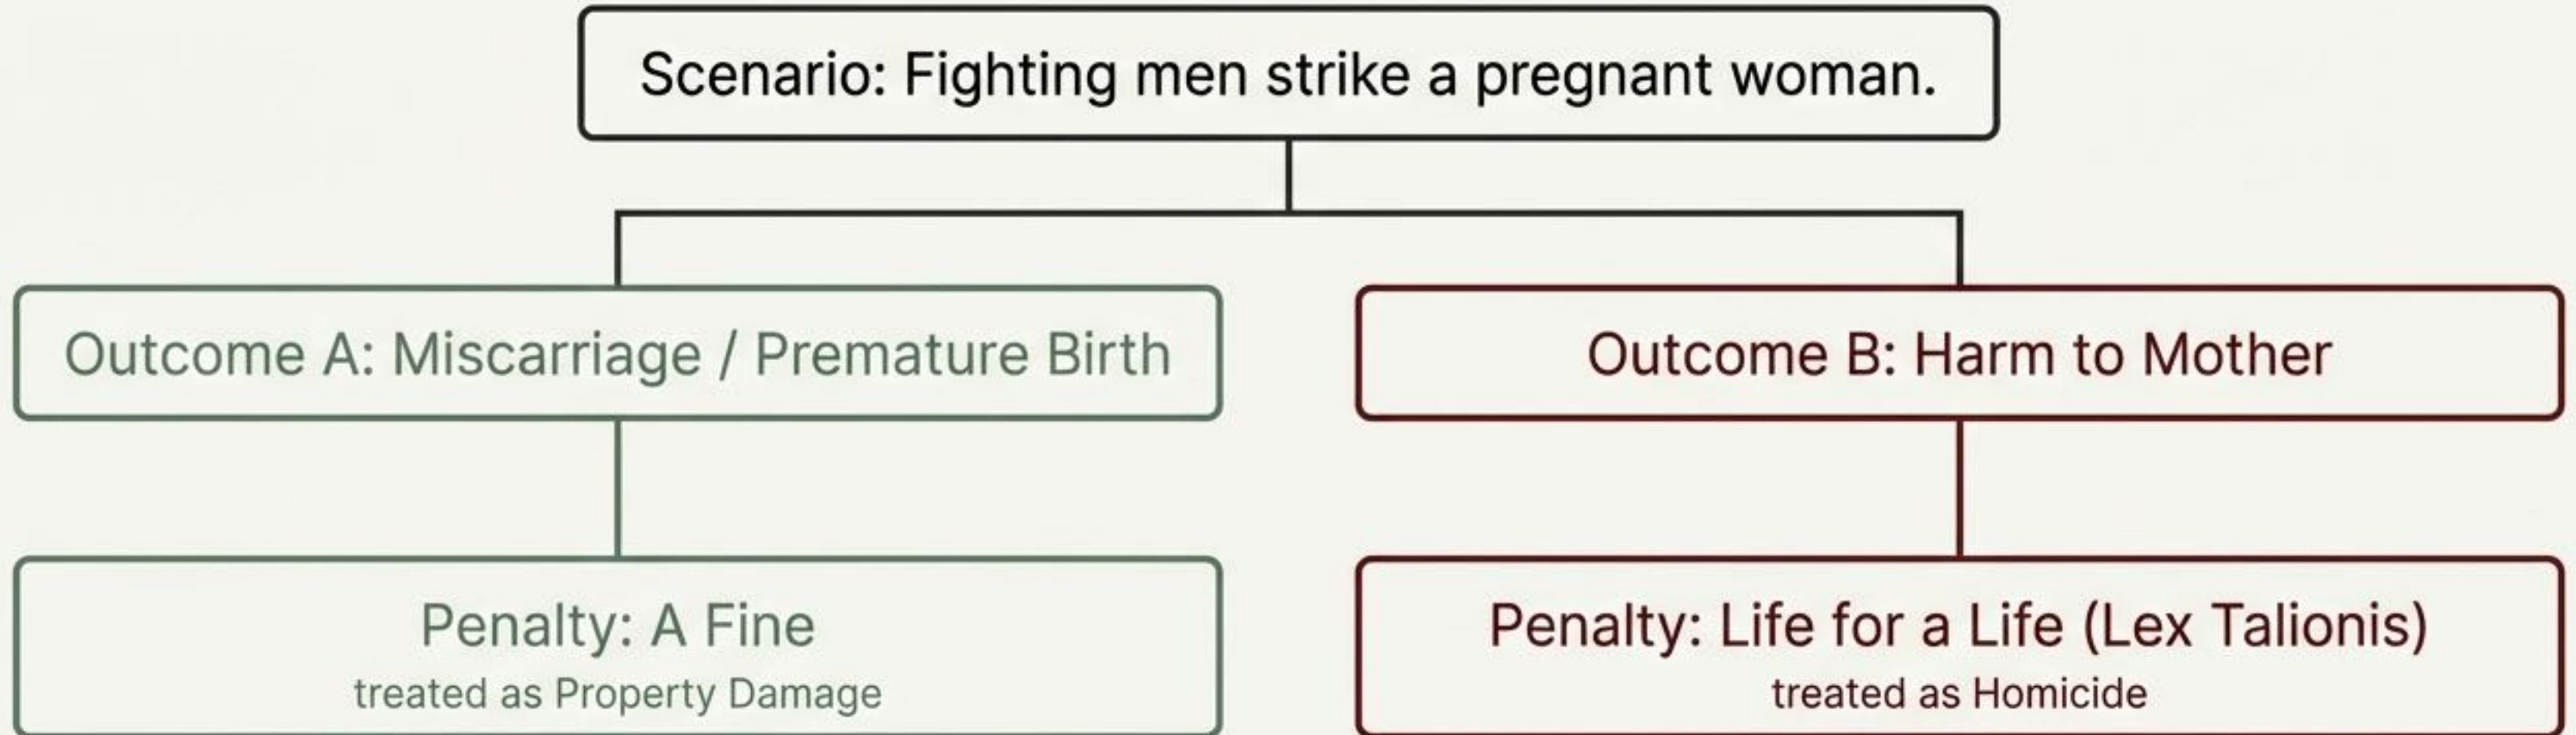 Scenario: Fighting men strike a pregnant woman.
Outcome A: Miscarriage / Premature Birth
Outcome B: Harm to Mother
Penalty: A Fine
treated as Property Damage
Penalty: Life for a Life (Lex Talionis)
treated as Homicide